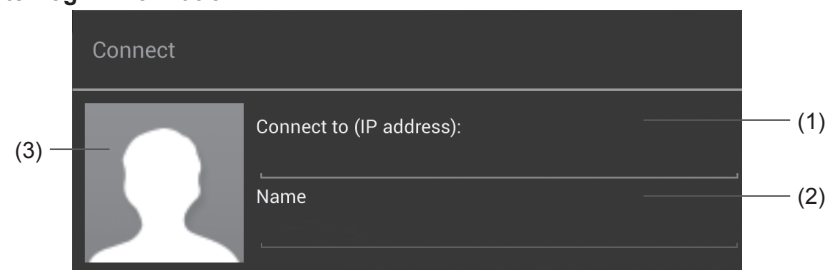 Connect
Connect to (IP address):
(1)
(3)
Name
(2)